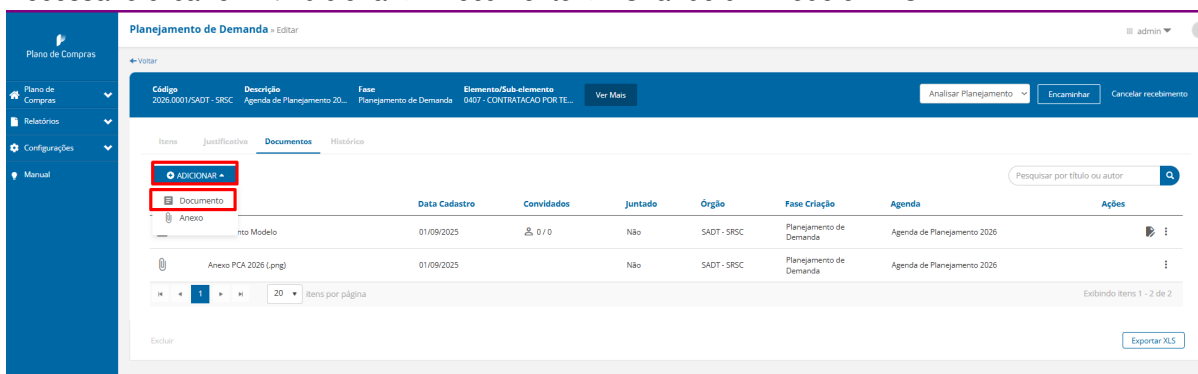 Planejamento de Demanda » Editar
admin
Plano de Compras
Voltar
Plano de
Compras
Relatórios
Configurações
Manual
Código
2026.0001/SADT - SRSC
Descrição
Agenda de Planejamento 20...
Fase
Planejamento de Demanda
Elemento/Sub-elemento
0407 - CONTRATACAO POR TE...
Ver Mais
Analisar Planejamento
Encaminhar
Cancelar recebimento
Itens Justificativa Documentos Histórico
ADICIONAR
Pesquisar por título ou autor
Documento
Anexo
Data Cadastro Convidados Juntado Órgão Fase Criação Agenda Ações
nto Modelo 01/09/2025 0 / 0 Não SADT - SRSC Planejamento de
Demanda Agenda de Planejamento 2026
Anexo PCA 2026 (.png) 01/09/2025 Não SADT - SRSC Planejamento de
Demanda Agenda de Planejamento 2026
1 20 itens por página Exibindo itens 1 - 2 de 2
Excluir
Exportar XLS